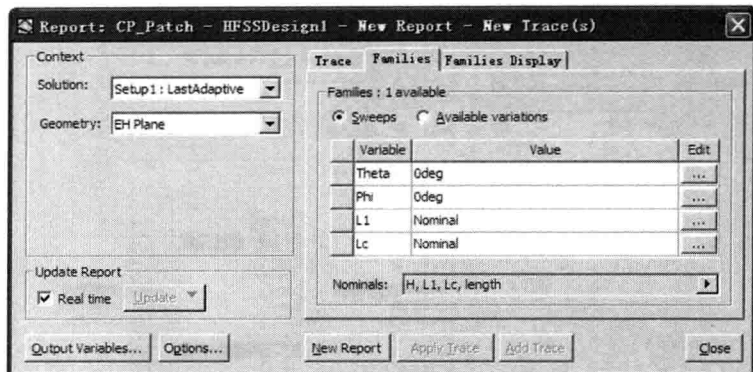 Report: CP_Patch - HFSSDesign1 - New Report - New Trace(s)
Context
Solution: Setup1 : LastAdaptive
Geometry: EH Plane
Update Report
Real time Update
Output Variables... Options...
Trace Families Families Display
Families : 1 available
Sweeps Available variations
Variable Value Edit
Theta 0deg ...
Phi 0deg ...
L1 Nominal ...
Lc Nominal ...
Nominals: H, L1, Lc, length
New Report Apply Trace Add Trace Close